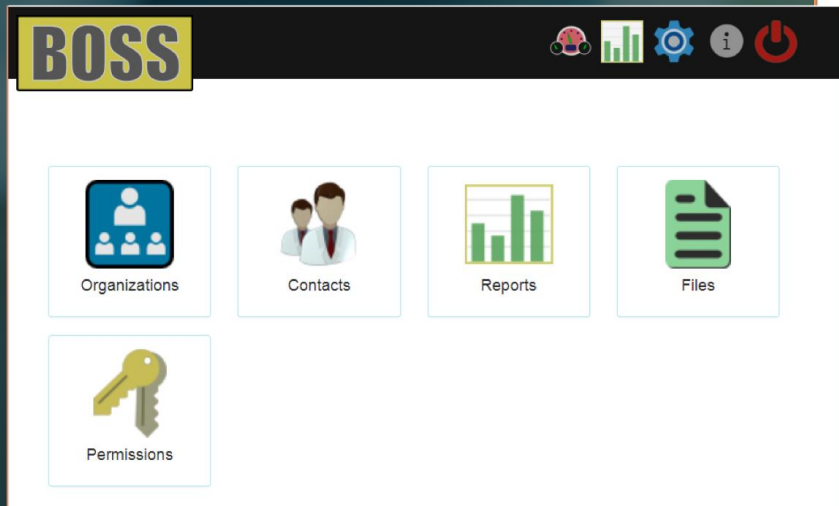 BOSS
i
Organizations
Contacts
Reports
Files
Permissions